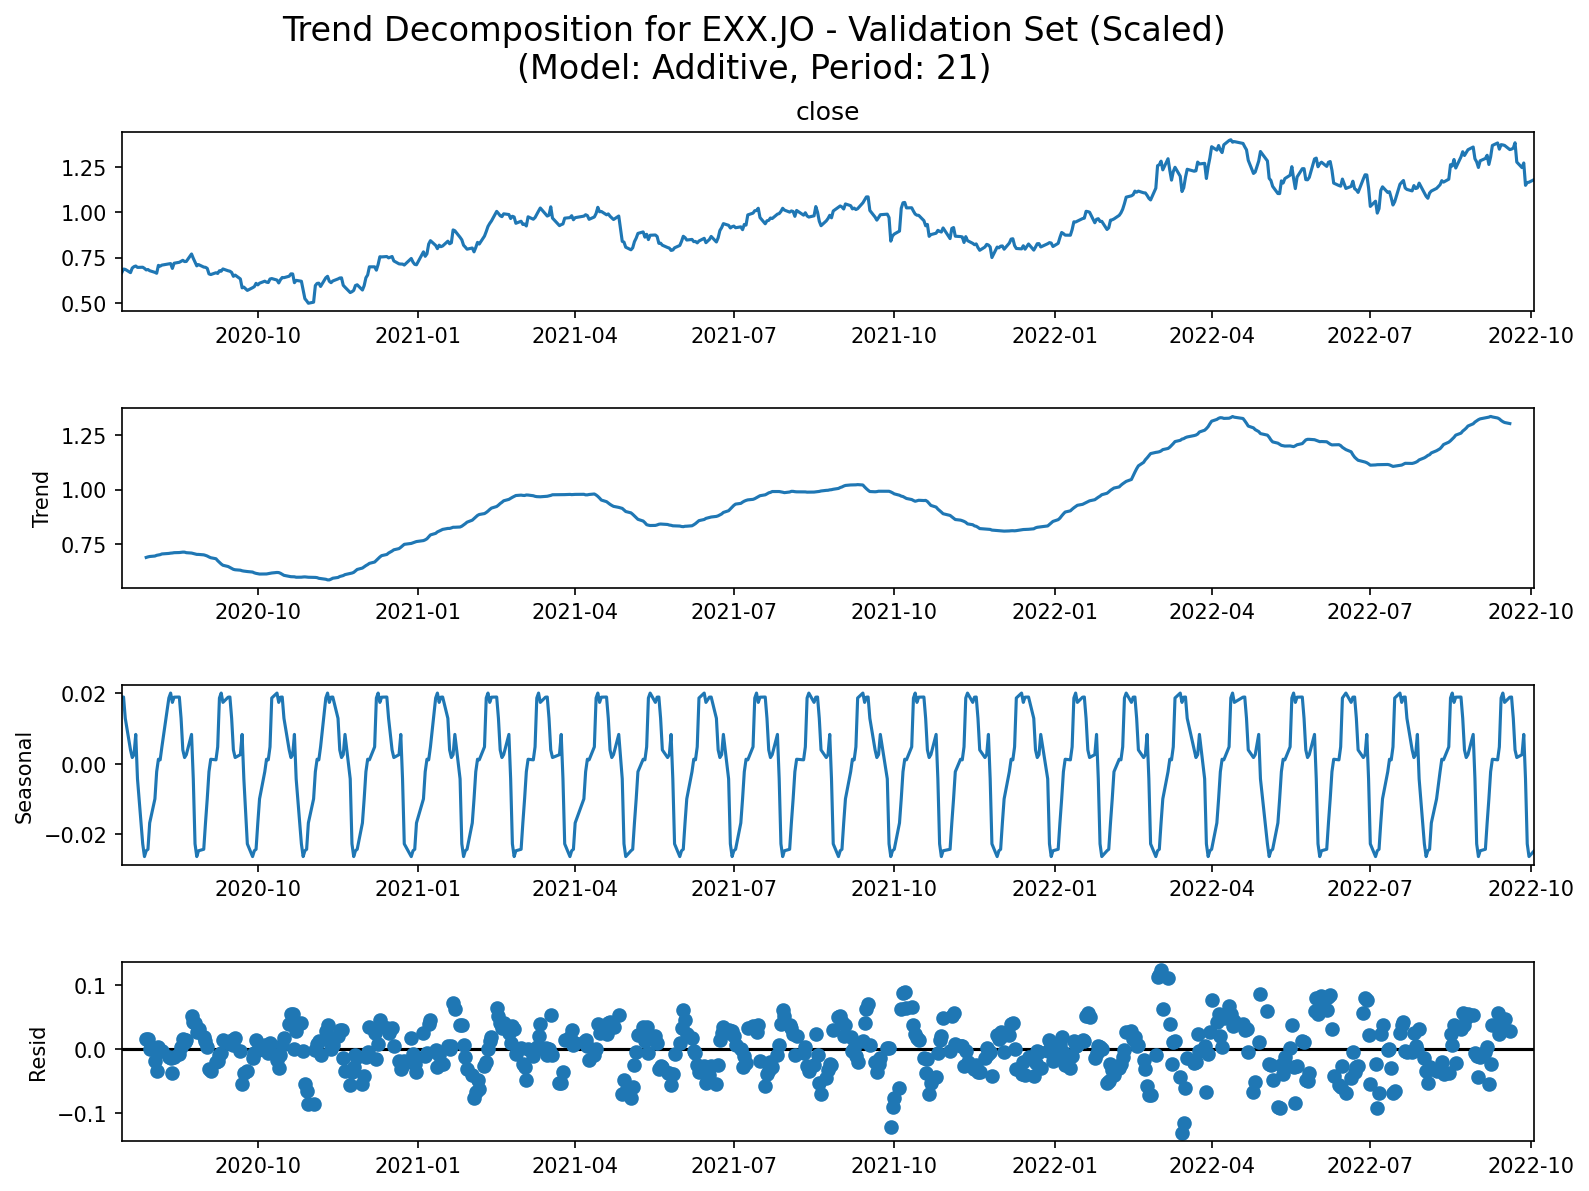 Trend Decomposition for EXX.JO - Validation Set (Scaled)
(Model: Additive, Period: 21)
close
1.25
1.00
0.75
0.50
2020-10 2021-01 2021-04 2021-07 2021-10 2022-01 2022-04 2022-07 2022-10
Trend
1.25
1.00
0.75
2020-10 2021-01 2021-04 2021-07 2021-10 2022-01 2022-04 2022-07 2022-10
Seasonal
0.02
0.00
−0.02
2020-10 2021-01 2021-04 2021-07 2021-10 2022-01 2022-04 2022-07 2022-10
Resid
0.1
0.0
−0.1
2020-10 2021-01 2021-04 2021-07 2021-10 2022-01 2022-04 2022-07 2022-10